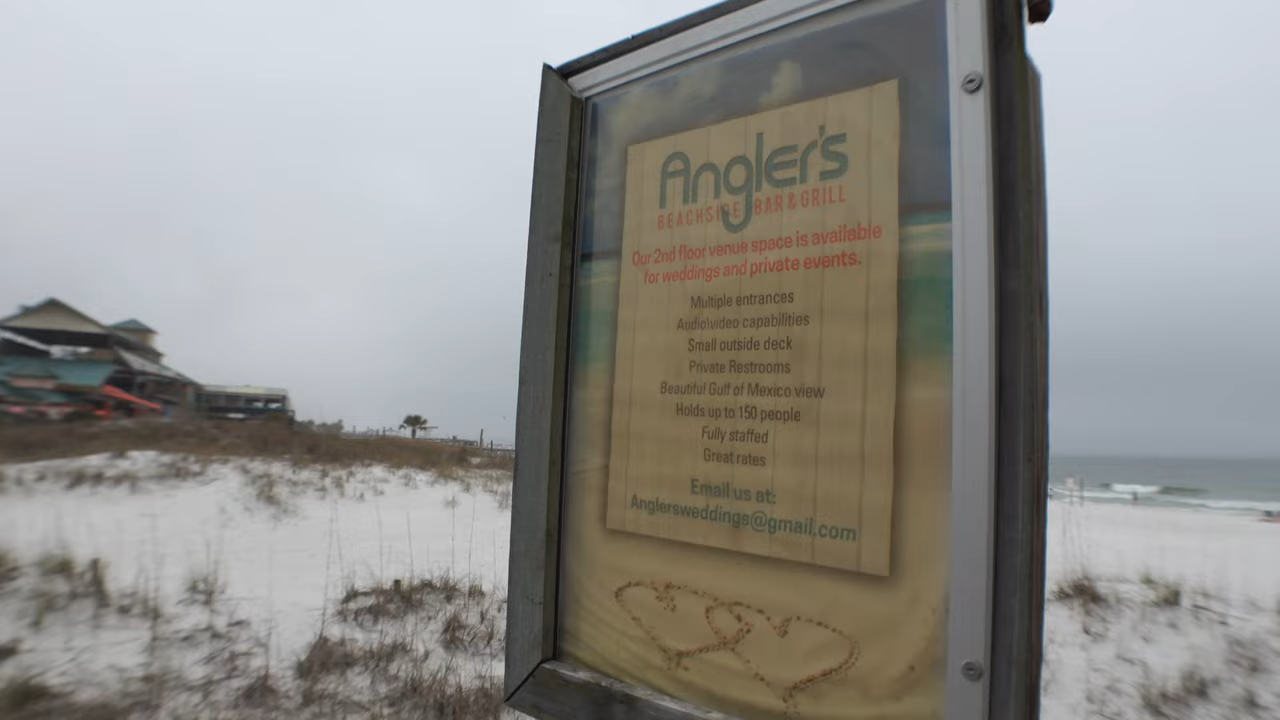 Angler's
BEACHSIDE BAR & GRILL
Our 2nd floor venue space is available
for weddings and private events.
Multiple entrances
Audio\video capabilities
Small outside deck
Private Restrooms
Beautiful Gulf of Mexico view
Holds up to 150 people
Fully staffed
Great rates
Email us at:
Anglersweddings@gmail.com